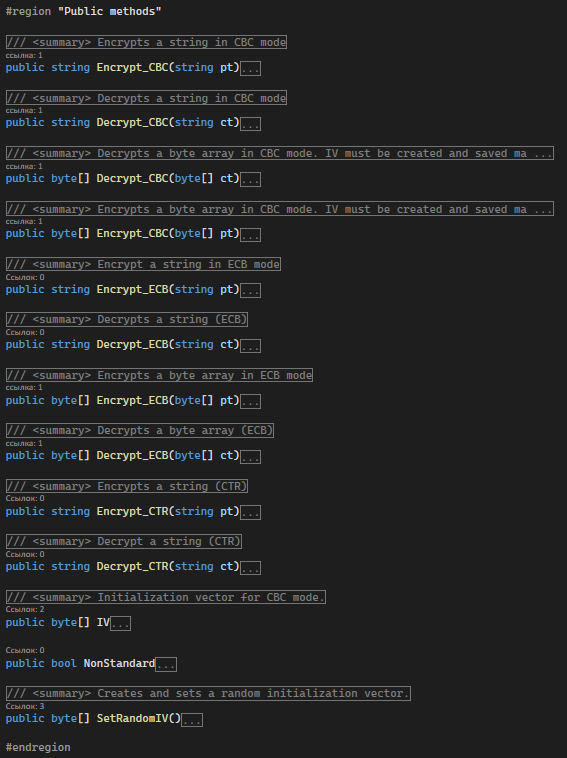 #region "Public methods"
/// <summary> Encrypts a string in CBC mode
ссылка: 1
public string Encrypt_CBC(string pt)...
/// <summary> Decrypts a string in CBC mode
ссылка: 1
public string Decrypt_CBC(string ct)...
/// <summary> Decrypts a byte array in CBC mode. IV must be created and saved ma ...
ссылка: 1
public byte[] Decrypt_CBC(byte[] ct)...
/// <summary> Encrypts a byte array in CBC mode. IV must be created and saved ma ...
ссылка: 1
public byte[] Encrypt_CBC(byte[] pt)...
/// <summary> Encrypt a string in ECB mode
Ссылок: 0
public string Encrypt_ECB(string pt)...
/// <summary> Decrypts a string (ECB)
Ссылок: 0
public string Decrypt_ECB(string ct)...
/// <summary> Encrypts a byte array in ECB mode
ссылка: 1
public byte[] Encrypt_ECB(byte[] pt)...
/// <summary> Decrypts a byte array (ECB)
ссылка: 1
public byte[] Decrypt_ECB(byte[] ct)...
/// <summary> Encrypts a string (CTR)
Ссылок: 0
public string Encrypt_CTR(string pt)...
/// <summary> Decrypt a string (CTR)
Ссылок: 0
public string Decrypt_CTR(string ct)...
/// <summary> Initialization vector for CBC mode.
Ссылок: 2
public byte[] IV...
Ссылок: 0
public bool NonStandard...
/// <summary> Creates and sets a random initialization vector.
Ссылок: 3
public byte[] SetRandomIV()...
#endregion